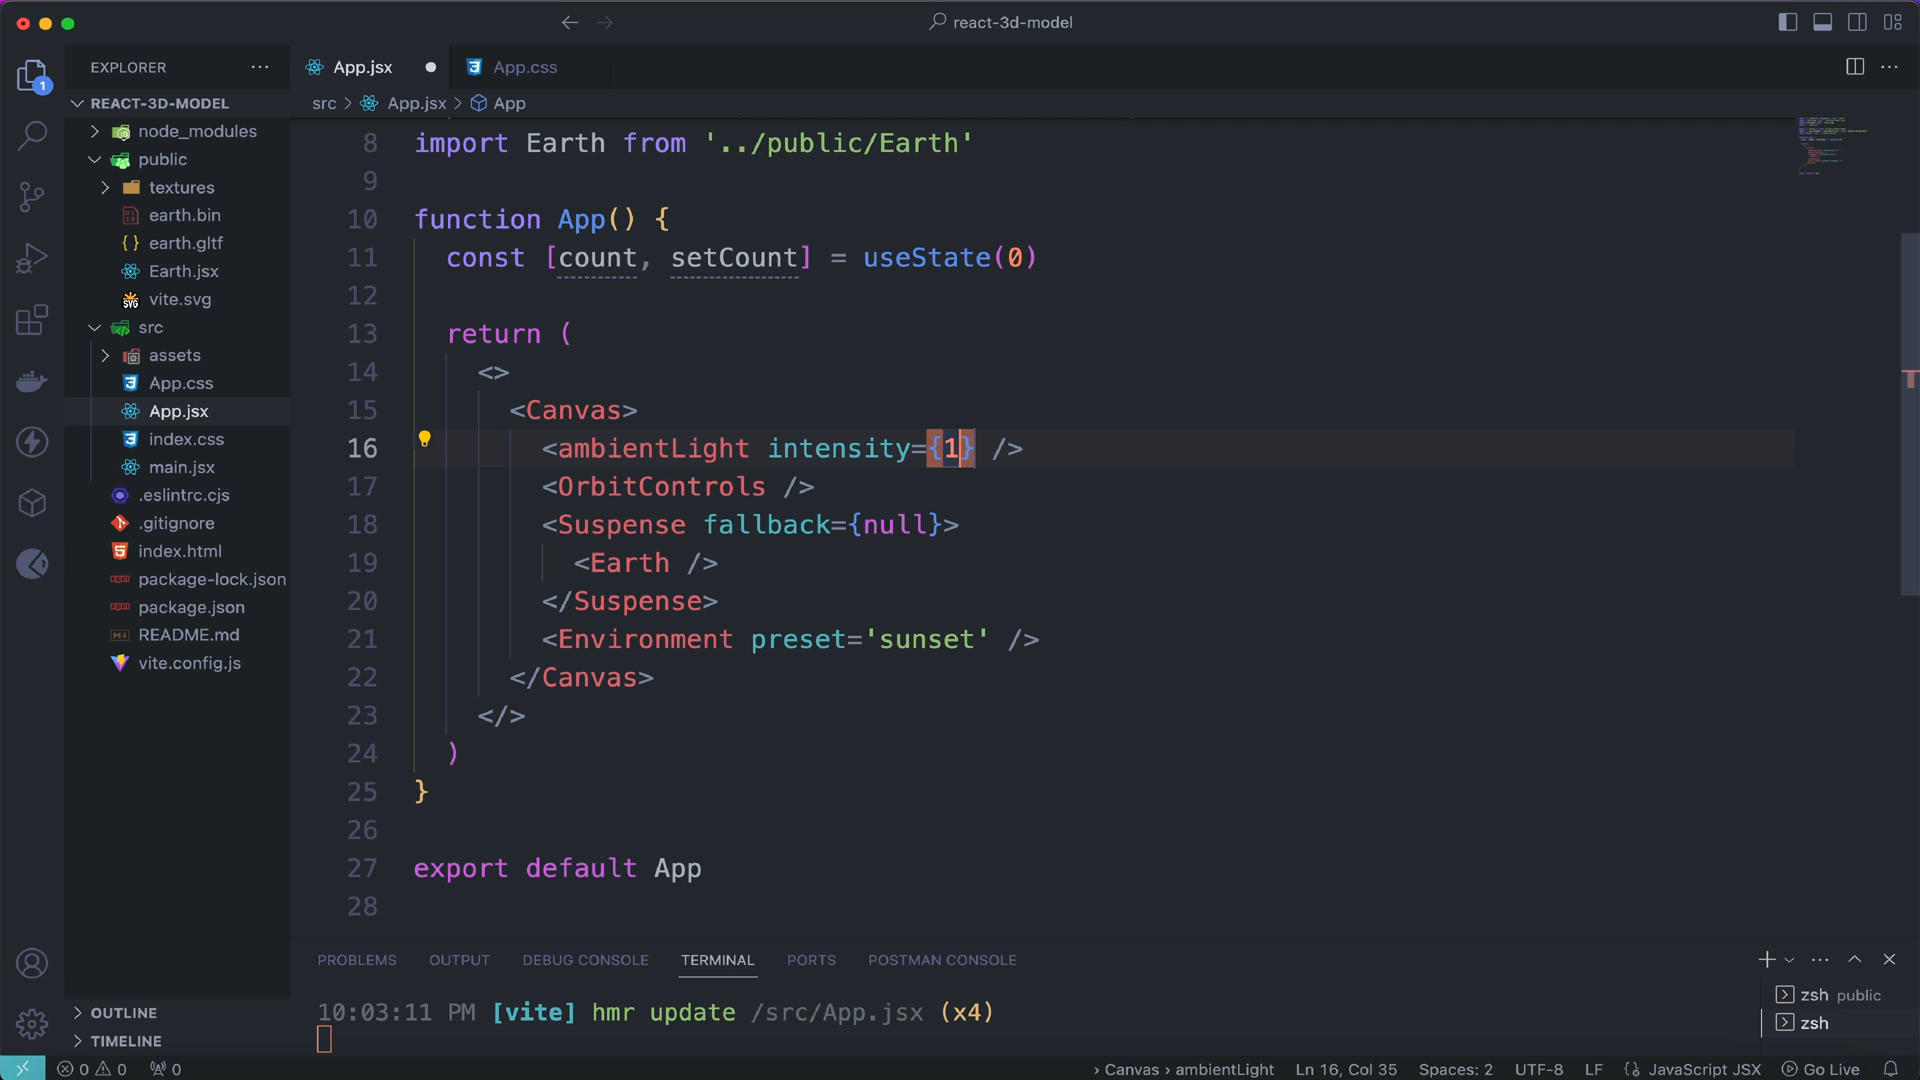 react-3d-model
1
EXPLORER
App.jsx
App.css
REACT-3D-MODEL
src > App.jsx > App
node_modules
public
textures
earth.bin
earth.gltf
Earth.jsx
vite.svg
src
assets
App.css
App.jsx
index.css
main.jsx
.eslintrc.cjs
.gitignore
index.html
package-lock.json
package.json
README.md
vite.config.js
OUTLINE
TIMELINE
8 import Earth from '../public/Earth'
9
10 function App() {
11 const [count, setCount] = useState(0)
12
13 return (
14 <>
15 <Canvas>
16 <ambientLight intensity={1} />
17 <OrbitControls />
18 <Suspense fallback={null}>
19 <Earth />
20 </Suspense>
21 <Environment preset='sunset' />
22 </Canvas>
23 </>
24 )
25 }
26
27 export default App
28
PROBLEMS OUTPUT DEBUG CONSOLE TERMINAL PORTS POSTMAN CONSOLE
10:03:11 PM [vite] hmr update /src/App.jsx (x4)
zsh public
zsh
0 0 0
› Canvas › ambientLight Ln 16, Col 35 Spaces: 2 UTF-8 LF JavaScript JSX Go Live